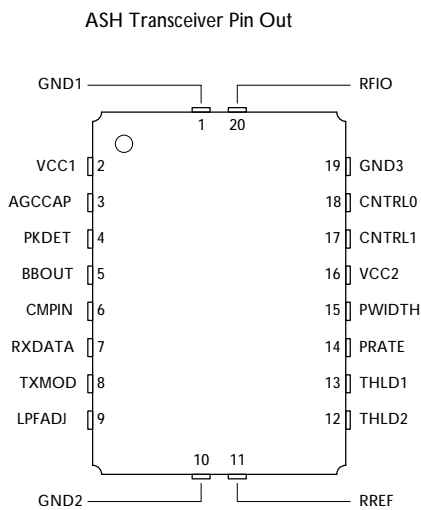 ASH Transceiver Pin Out
GND1 RFIO
1 20
VCC1 2 19 GND3
AGCCAP 3 18 CNTRL0
PKDET 4 17 CNTRL1
BBOUT 5 16 VCC2
CMPIN 6 15 PWIDTH
RXDATA 7 14 PRATE
TXMOD 8 13 THLD1
LPFADJ 9 12 THLD2
10 11
GND2 RREF